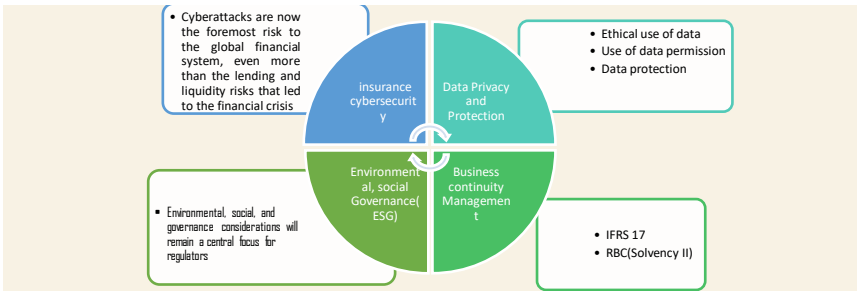 • Cyberattacks are now
the foremost risk to
the global financial
system, even more
than the lending and
liquidity risks that led
to the financial crisis
insurance
cybersecurit
y
Data Privacy
and
Protection
• Ethical use of data
• Use of data permission
• Data protection
▪ Environmental, social, and
governance considerations will
remain a central focus for
regulators
Environment
al, social
Governance(
ESG)
Business
continuity
Managemen
t
• IFRS 17
• RBC(Solvency II)